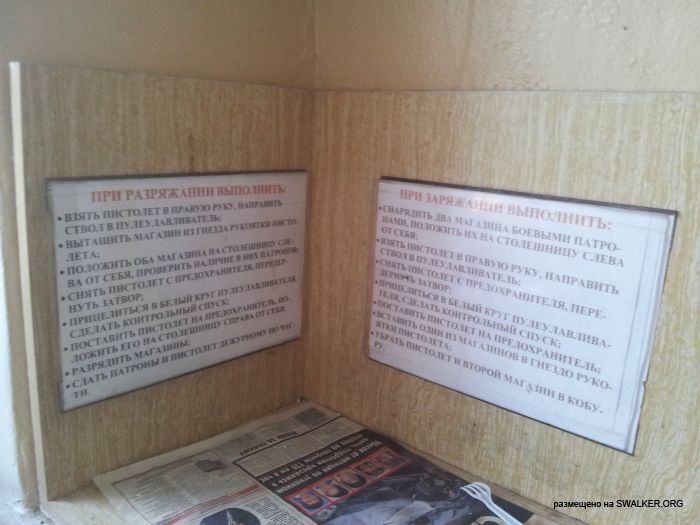 ПРИ РАЗРЯЖАНИИ ВЫПОЛНИТЬ:
• ВЗЯТЬ ПИСТОЛЕТ В ПРАВУЮ РУКУ, НАПРАВИТЬ
СТВОЛ В ПУЛЕУЛАВЛИВАТЕЛЬ;
• ВЫТАЩИТЬ МАГАЗИН ИЗ ГНЕЗДА РУКОЯТКИ ПИСТО-
ЛЕТА;
• ПОЛОЖИТЬ ОБА МАГАЗИНА НА СТОЛЕШНИЦУ СЛЕ-
ВА ОТ СЕБЯ, ПРОВЕРИТЬ НАЛИЧИЕ В НИХ ПАТРОНОВ;
• СНЯТЬ ПИСТОЛЕТ С ПРЕДОХРАНИТЕЛЯ, ПЕРЕДЕР-
НУТЬ ЗАТВОР;
• ПРИЦЕЛИТЬСЯ В БЕЛЫЙ КРУГ ПУЛЕУЛАВЛИВАТЕЛЯ,
СДЕЛАТЬ КОНТРОЛЬНЫЙ СПУСК;
• ПОСТАВИТЬ ПИСТОЛЕТ НА ПРЕДОХРАНИТЕЛЬ, ПО-
ЛОЖИТЬ ЕГО НА СТОЛЕШНИЦУ СПРАВА ОТ СЕБЯ;
• РАЗРЯДИТЬ МАГАЗИНЫ;
• СДАТЬ ПАТРОНЫ И ПИСТОЛЕТ ДЕЖУРНОМУ ПО ЧАС-
ТИ.
ПРИ ЗАРЯЖАНИИ ВЫПОЛНИТЬ:
• СНАРЯДИТЬ ДВА МАГАЗИНА БОЕВЫМИ ПАТРО-
НАМИ, ПОЛОЖИТЬ ИХ НА СТОЛЕШНИЦУ СЛЕВА
ОТ СЕБЯ;
• ВЗЯТЬ ПИСТОЛЕТ В ПРАВУЮ РУКУ, НАПРАВИТЬ
СТВОЛ В ПУЛЕУЛАВЛИВАТЕЛЬ;
• СНЯТЬ ПИСТОЛЕТ С ПРЕДОХРАНИТЕЛЯ, ПЕРЕ-
ДЕРНУТЬ ЗАТВОР;
• ПРИЦЕЛИТЬСЯ В БЕЛЫЙ КРУГ ПУЛЕУЛАВЛИВА-
ТЕЛЯ, СДЕЛАТЬ КОНТРОЛЬНЫЙ СПУСК;
• ПОСТАВИТЬ ПИСТОЛЕТ НА ПРЕДОХРАНИТЕЛЬ;
• ВСТАВИТЬ ОДИН ИЗ МАГАЗИНОВ В ГНЕЗДО РУКО-
ЯТКИ ПИСТОЛЕТА;
• УБРАТЬ ПИСТОЛЕТ И ВТОРОЙ МАГАЗИН В КОБУ-
РУ.
размещено на SWALKER.ORG